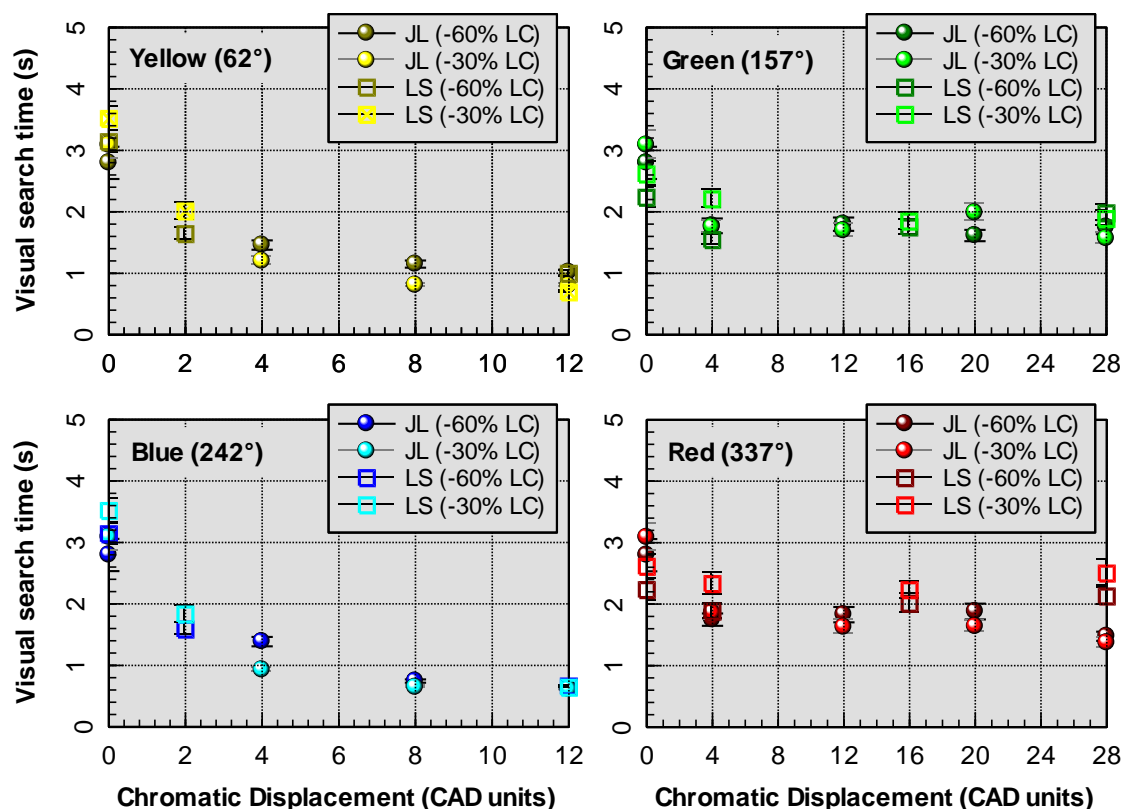 Visual search time (s)
5
4
3
2
1
0
Yellow (62°)
JL (-60% LC)
JL (-30% LC)
LS (-60% LC)
LS (-30% LC)
0 2 4 6 8 10 12
5
4
3
2
1
0
Green (157°)
JL (-60% LC)
JL (-30% LC)
LS (-60% LC)
LS (-30% LC)
0 4 8 12 16 20 24 28
Visual search time (s)
5
4
3
2
1
0
Blue (242°)
JL (-60% LC)
JL (-30% LC)
LS (-60% LC)
LS (-30% LC)
0 2 4 6 8 10 12
Chromatic Displacement (CAD units)
5
4
3
2
1
0
Red (337°)
JL (-60% LC)
JL (-30% LC)
LS (-60% LC)
LS (-30% LC)
0 4 8 12 16 20 24 28
Chromatic Displacement (CAD units)